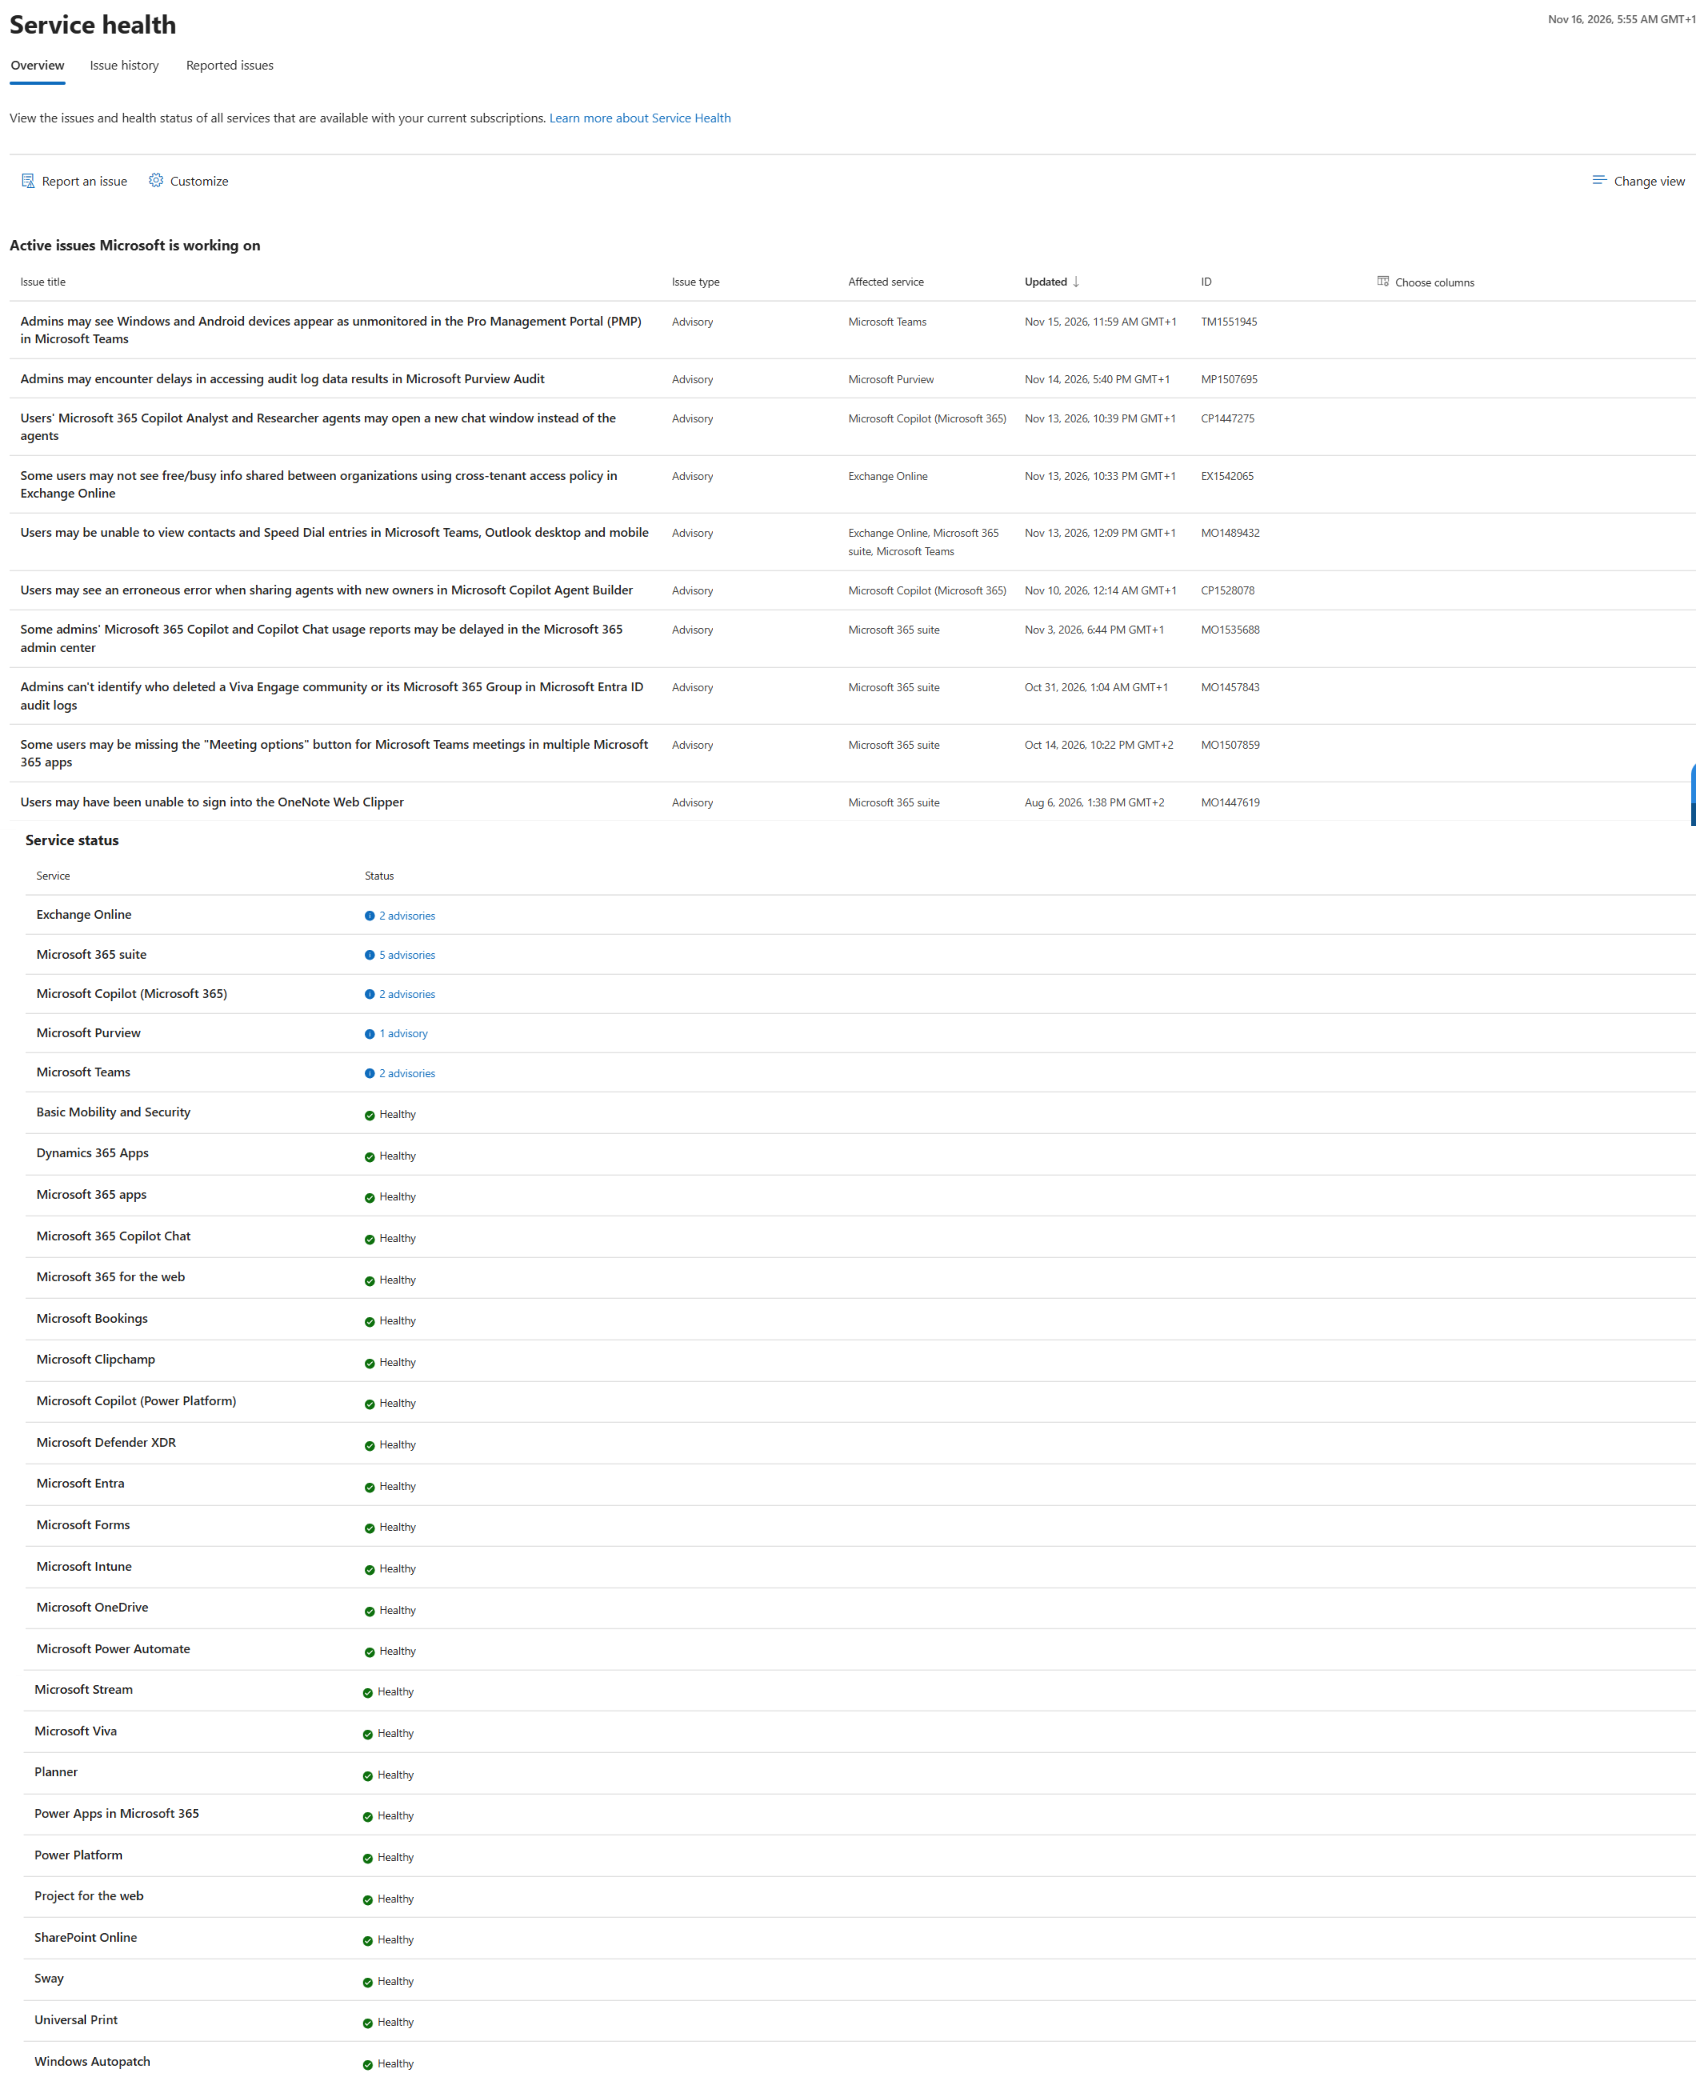 Service health
Nov 16, 2026, 5:55 AM GMT+1
Overview Issue history Reported issues
View the issues and health status of all services that are available with your current subscriptions. Learn more about Service Health
Report an issue Customize Change view
Active issues Microsoft is working on
Issue title Issue type Affected service Updated ↓ ID Choose columns
Admins may see Windows and Android devices appear as unmonitored in the Pro Management Portal (PMP) Advisory Microsoft Teams Nov 15, 2026, 11:59 AM GMT+1 TM1551945
in Microsoft Teams
Admins may encounter delays in accessing audit log data results in Microsoft Purview Audit Advisory Microsoft Purview Nov 14, 2026, 5:40 PM GMT+1 MP1507695
Users' Microsoft 365 Copilot Analyst and Researcher agents may open a new chat window instead of the Advisory Microsoft Copilot (Microsoft 365) Nov 13, 2026, 10:39 PM GMT+1 CP1447275
agents
Some users may not see free/busy info shared between organizations using cross-tenant access policy in Advisory Exchange Online Nov 13, 2026, 10:33 PM GMT+1 EX1542065
Exchange Online
Users may be unable to view contacts and Speed Dial entries in Microsoft Teams, Outlook desktop and mobile Advisory Exchange Online, Microsoft 365 Nov 13, 2026, 12:09 PM GMT+1 MO1489432
suite, Microsoft Teams
Users may see an erroneous error when sharing agents with new owners in Microsoft Copilot Agent Builder Advisory Microsoft Copilot (Microsoft 365) Nov 10, 2026, 12:14 AM GMT+1 CP1528078
Some admins' Microsoft 365 Copilot and Copilot Chat usage reports may be delayed in the Microsoft 365 Advisory Microsoft 365 suite Nov 3, 2026, 6:44 PM GMT+1 MO1535688
admin center
Admins can't identify who deleted a Viva Engage community or its Microsoft 365 Group in Microsoft Entra ID Advisory Microsoft 365 suite Oct 31, 2026, 1:04 AM GMT+1 MO1457843
audit logs
Some users may be missing the "Meeting options" button for Microsoft Teams meetings in multiple Microsoft Advisory Microsoft 365 suite Oct 14, 2026, 10:22 PM GMT+2 MO1507859
365 apps
Users may have been unable to sign into the OneNote Web Clipper Advisory Microsoft 365 suite Aug 6, 2026, 1:38 PM GMT+2 MO1447619
Service status
Service Status
Exchange Online 2 advisories
Microsoft 365 suite 5 advisories
Microsoft Copilot (Microsoft 365) 2 advisories
Microsoft Purview 1 advisory
Microsoft Teams 2 advisories
Basic Mobility and Security Healthy
Dynamics 365 Apps Healthy
Microsoft 365 apps Healthy
Microsoft 365 Copilot Chat Healthy
Microsoft 365 for the web Healthy
Microsoft Bookings Healthy
Microsoft Clipchamp Healthy
Microsoft Copilot (Power Platform) Healthy
Microsoft Defender XDR Healthy
Microsoft Entra Healthy
Microsoft Forms Healthy
Microsoft Intune Healthy
Microsoft OneDrive Healthy
Microsoft Power Automate Healthy
Microsoft Stream Healthy
Microsoft Viva Healthy
Planner Healthy
Power Apps in Microsoft 365 Healthy
Power Platform Healthy
Project for the web Healthy
SharePoint Online Healthy
Sway Healthy
Universal Print Healthy
Windows Autopatch Healthy